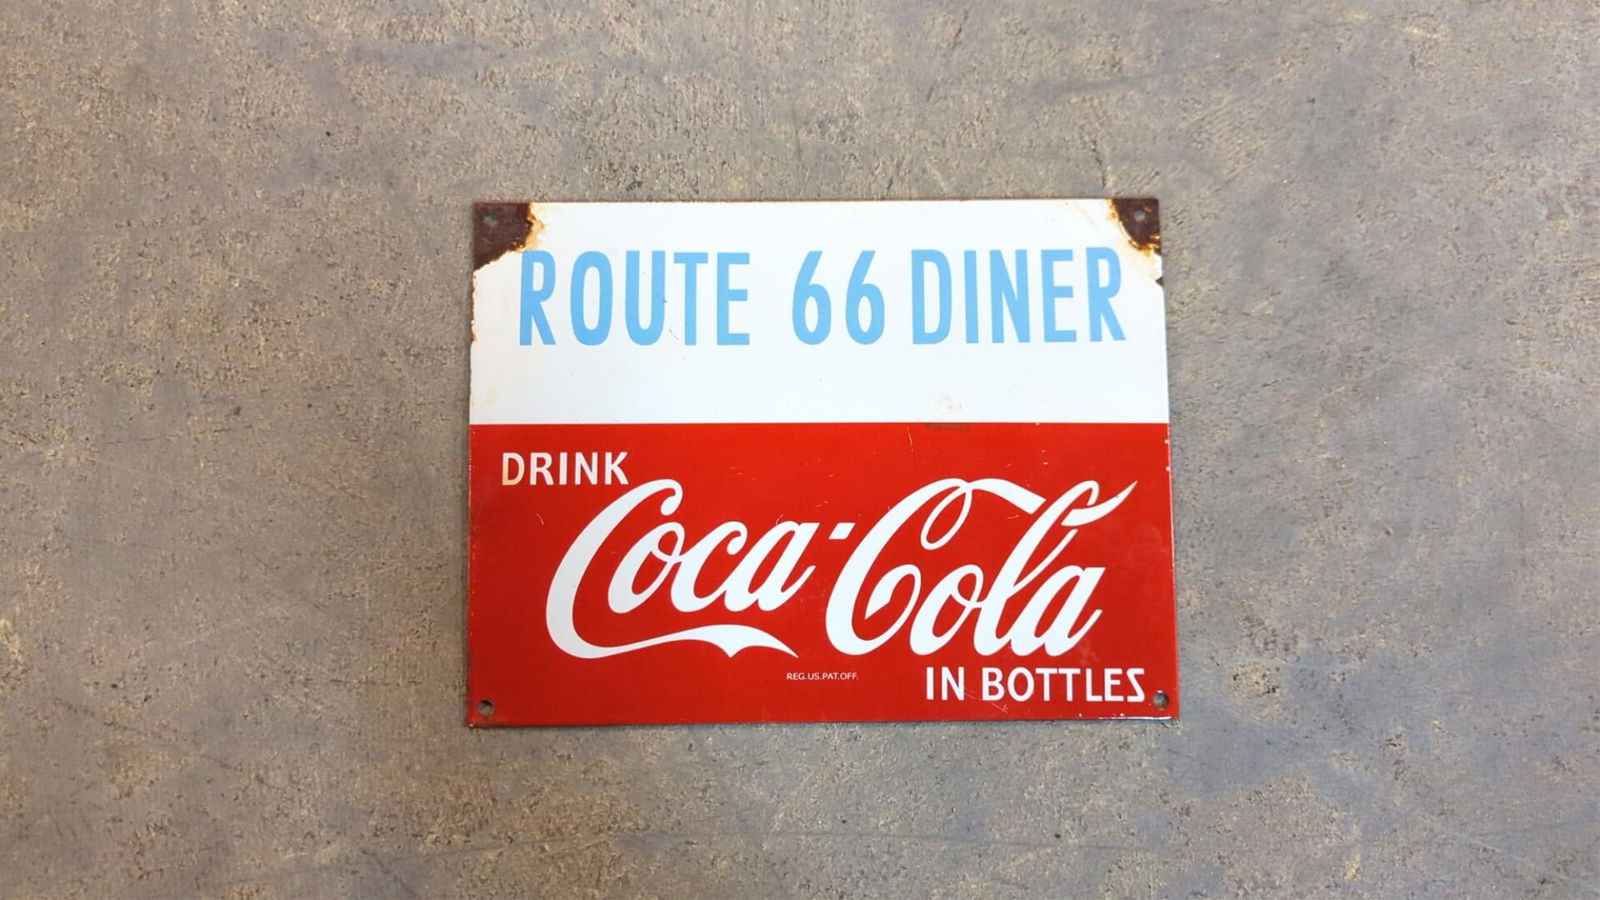 ROUTE 66 DINER
DRINK
Coca-Cola
REG.US.PAT.OFF.
IN BOTTLES